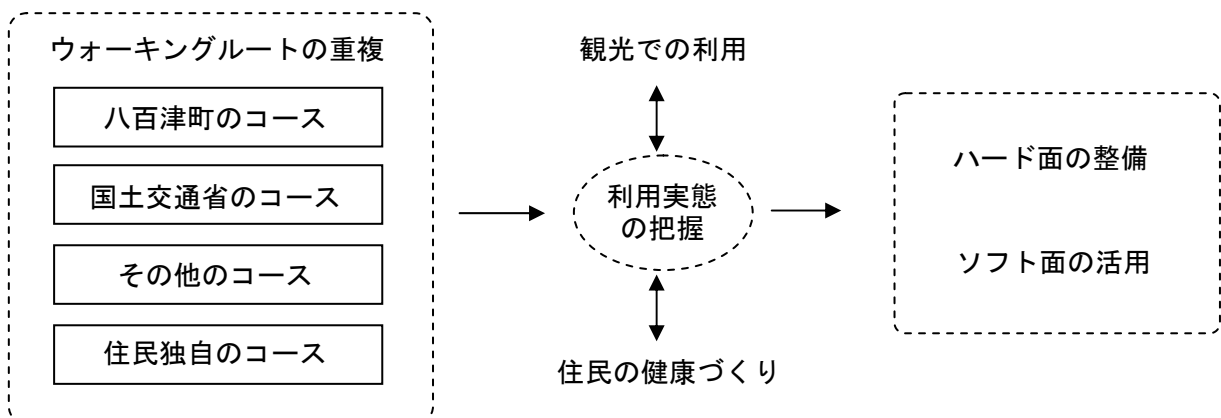 ウォーキングルートの重複
八百津町のコース
国土交通省のコース
その他のコース
住民独自のコース
観光での利用
利用実態
の把握
住民の健康づくり
ハード面の整備
ソフト面の活用